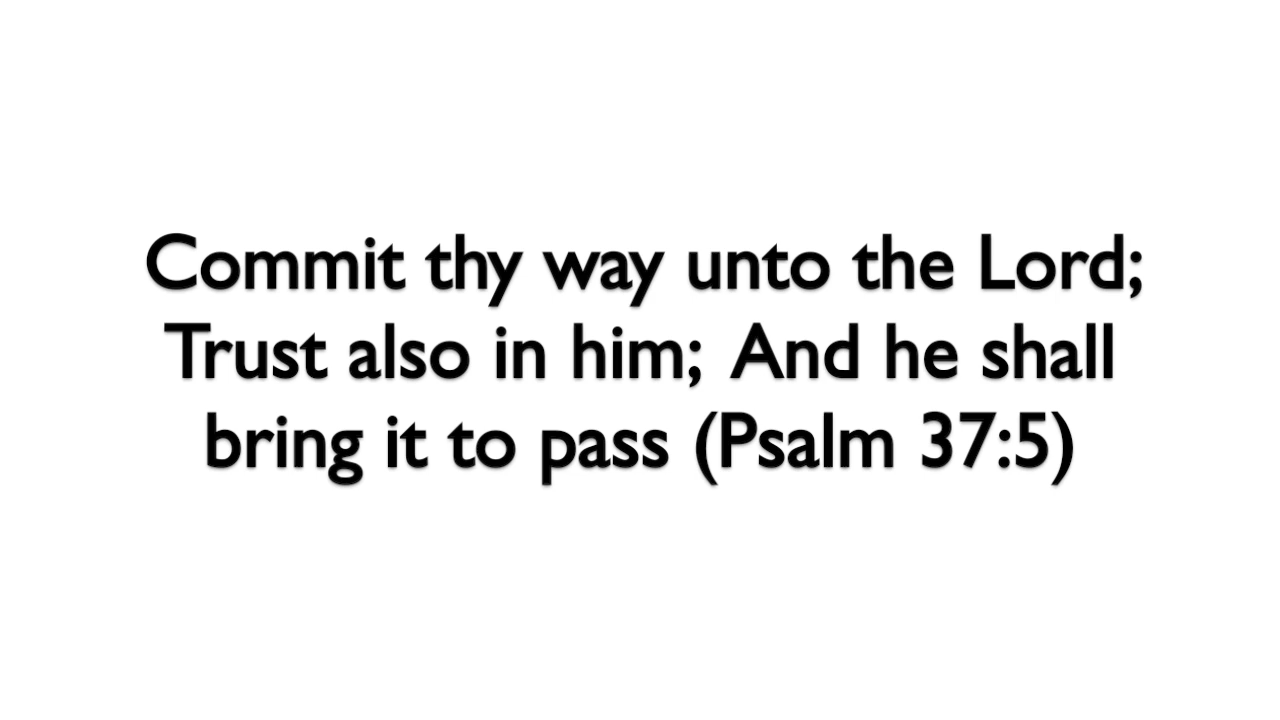 Commit thy way unto the Lord;
Trust also in him; And he shall
bring it to pass (Psalm 37:5)